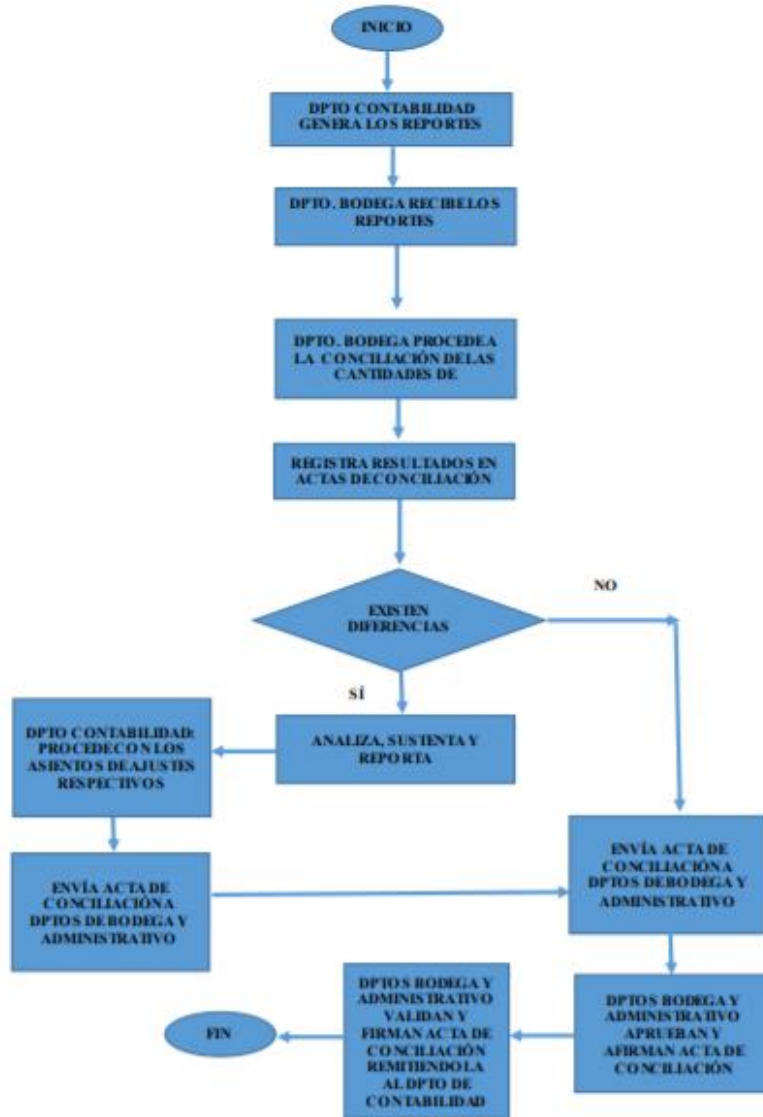 INICIO
DPTO CONTABILIDAD
GENERA LOS REPORTES
DPTO. BODEGA RECIBE LOS
REPORTES
DPTO. BODEGA PROCEDE A
LA CONCILIACIÓN DE LAS
CANTIDADES DE
REGISTRA RESULTADOS EN
ACTAS DE CONCILIACIÓN
EXISTEN
DIFERENCIAS
NO
SÍ
ANALIZA, SUSTENTA Y
REPORTA
DPTO CONTABILIDAD:
PROCEDE CON LOS
ASIENTOS DE AJUSTES
RESPECTIVOS
ENVÍA ACTA DE
CONCILIACIÓN A
DPTOS DE BODEGA Y
ADMINISTRATIVO
ENVÍA ACTA DE
CONCILIACIÓN A
DPTOS DE BODEGA Y
ADMINISTRATIVO
DPTOS BODEGA Y
ADMINISTRATIVO
APRUEBAN Y
AFIRMAN ACTA DE
CONCILIACIÓN
DPTOS BODEGA Y
ADMINISTRATIVO
VALIDAN Y
FIRMAN ACTA DE
CONCILIACIÓN
REMITIENDOLA
AL DPTO DE
CONTABILIDAD
FIN